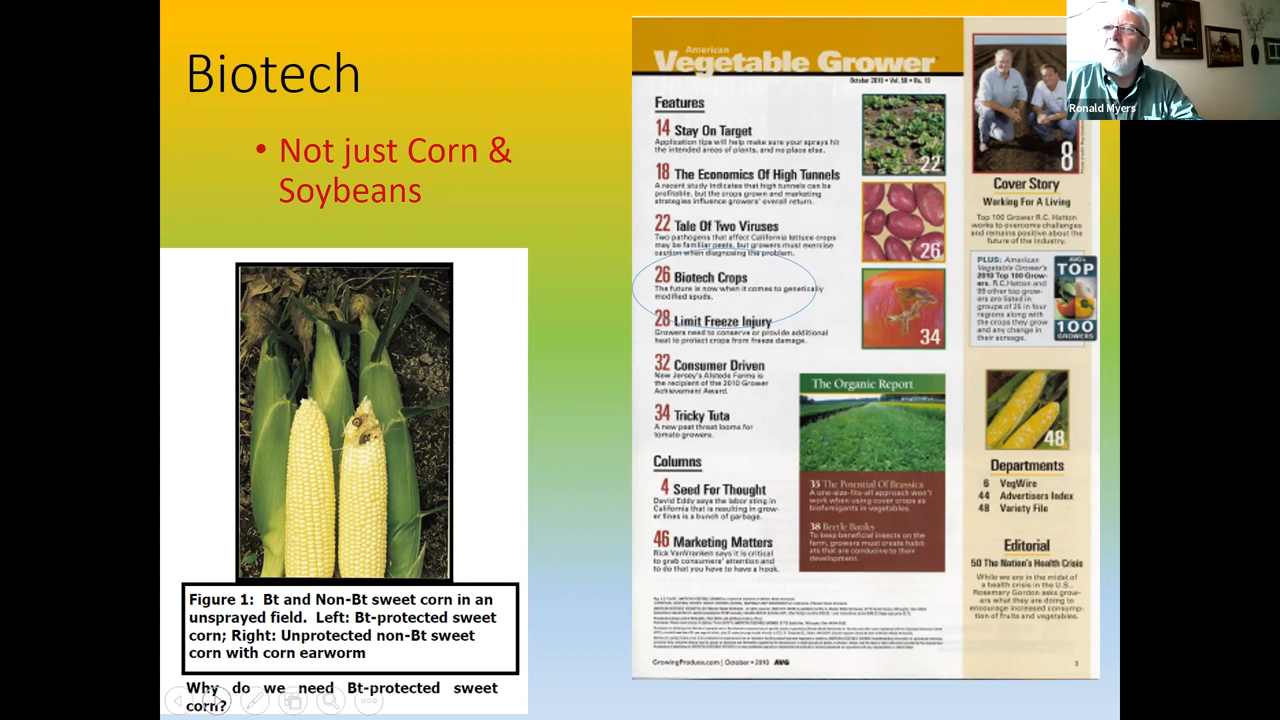 Biotech
• Not just Corn &
Soybeans
Figure 1: Bt and Non-Bt sweet corn in an
unsprayed field. Left: Bt-protected sweet
corn; Right: Unprotected non-Bt sweet
corn with corn earworm
Why do we need Bt-protected sweet
corn?
American
Vegetable Grower
October 2010 • Vol. 58 • No. 10
Features
14 Stay On Target
Application tips will help make sure your sprays hit
the intended areas of plants, and no place else.
18 The Economics Of High Tunnels
A recent study indicates that high tunnels can be
profitable, but the crops grown and marketing
strategies influence growers' overall return.
22 Tale Of Two Viruses
Two pathogens that affect California lettuce crops
may be familiar pests, but growers must exercise
caution when diagnosing the problem.
26 Biotech Crops
The future is now when it comes to genetically
modified spuds.
28 Limit Freeze Injury
Growers need to conserve or provide additional
heat to protect crops from freeze damage.
32 Consumer Driven
New Jersey's Alstede Farms is
the recipient of the 2010 Grower
Achievement Award.
34 Tricky Tuta
A new pest threat looms for
tomato growers.
Columns
4 Seed For Thought
David Eddy says the labor sting in
California that is resulting in grow-
er fines is a bunch of garbage.
46 Marketing Matters
Rick VanVranken says it is critical
to grab consumers' attention and
to do that you have to have a hook.
22
26
34
The Organic Report
35 The Potential Of Brassica
A one-size-fits-all approach won't
work when using cover crops as
biofumigants in vegetables.
38 Beetle Banks
To keep beneficial insects on the
farm, growers must create habit-
ats that are conducive to their
development.
8
Cover Story
Working For A Living
Top 100 Grower R.C. Hatton
works to overcome challenges
and remains positive about the
future of the industry.
PLUS: American
Vegetable Grower's
2010 Top 100 Grow-
ers. R.C. Hatton and
99 other top grow-
ers are listed in
groups of 25 in four
regions along with
the crops they grow
and any change in
their acreage.
AVG's
TOP
100
GROWERS
48
Departments
6 VegWire
44 Advertisers Index
48 Variety File
Editorial
50 The Nation's Health Crisis
While we are in the midst of
a health crisis in the U.S.,
Rosemary Gordon asks grow-
ers what they are doing to
encourage increased consump-
tion of fruits and vegetables.
GrowingProduce.com | October • 2010 AVG
3
Ronald Myers